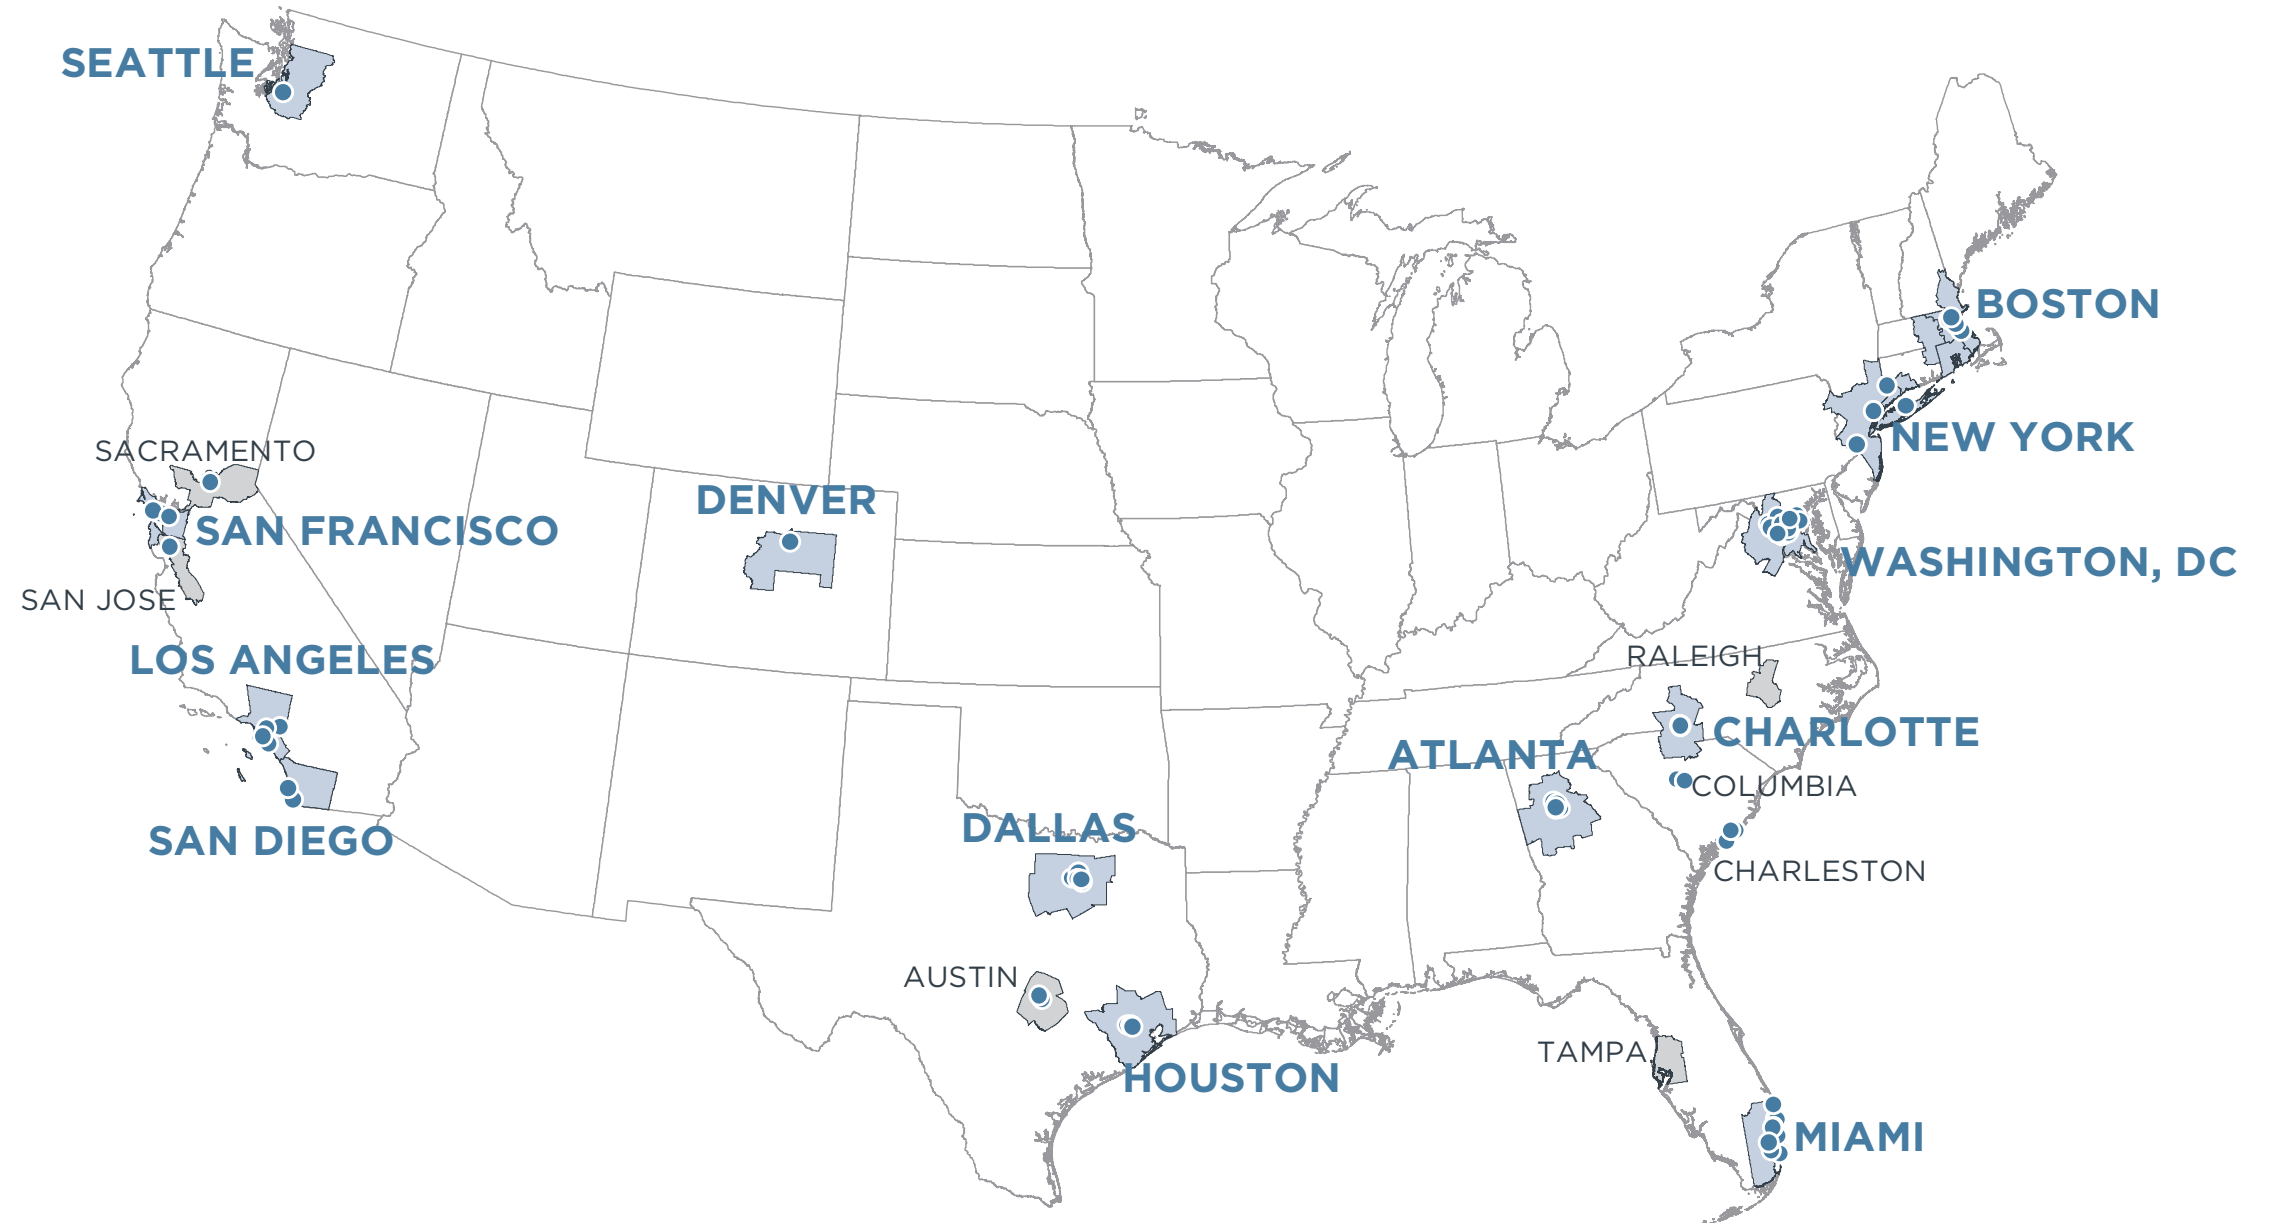 SEATTLE
BOSTON
NEW YORK
SACRAMENTO
DENVER
SAN FRANCISCO
WASHINGTON, DC
SAN JOSE
LOS ANGELES
RALEIGH
CHARLOTTE
ATLANTA
COLUMBIA
DALLAS
SAN DIEGO
CHARLESTON
AUSTIN
TAMPA
HOUSTON
MIAMI